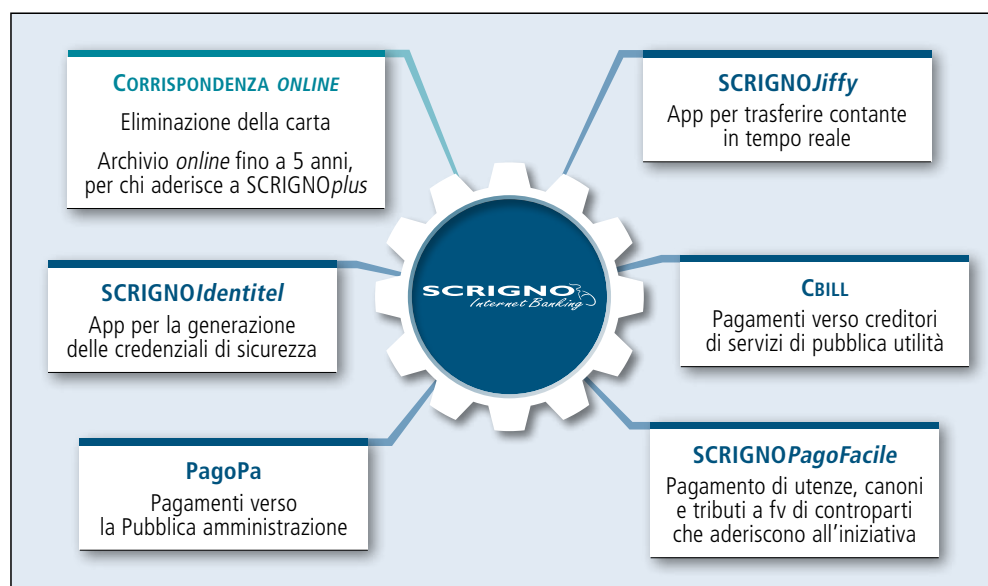 CORRISPONDENZA ONLINE
Eliminazione della carta
Archivio online fino a 5 anni,
per chi aderisce a SCRIGNOplus
SCRIGNOJiffy
App per trasferire contante
in tempo reale
SCRIGNOIdentitel
App per la generazione
delle credenziali di sicurezza
SCRIGNO
Internet Banking
CBILL
Pagamenti verso creditori
di servizi di pubblica utilità
PagoPa
Pagamenti verso
la Pubblica amministrazione
SCRIGNOPagoFacile
Pagamento di utenze, canoni
e tributi a fv di controparti
che aderiscono all'iniziativa